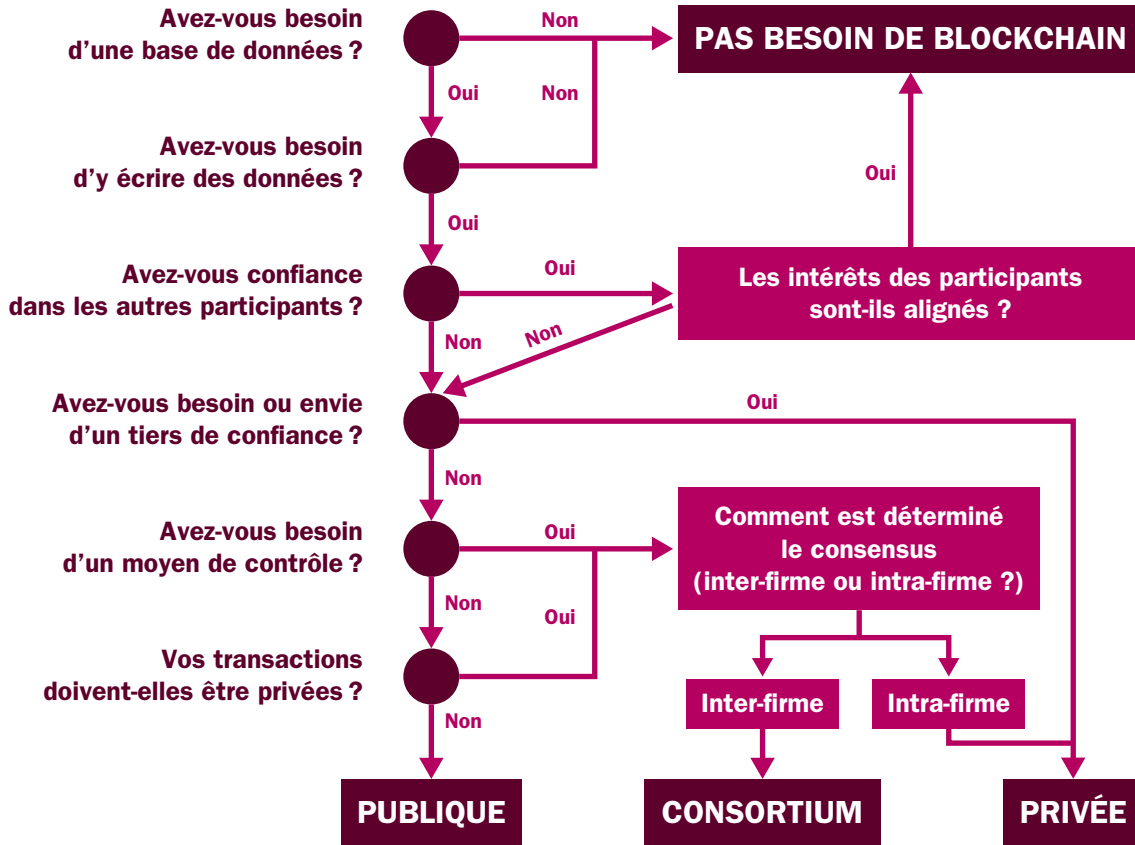 Avez-vous besoin
d’une base de données ?
Non
PAS BESOIN DE BLOCKCHAIN
Oui
Non
Avez-vous besoin
d’y écrire des données ?
Oui
Oui
Avez-vous confiance
dans les autres participants ?
Oui
Les intérêts des participants
sont-ils alignés ?
Non
Non
Avez-vous besoin ou envie
d’un tiers de confiance ?
Oui
Non
Avez-vous besoin
d’un moyen de contrôle ?
Oui
Comment est déterminé
le consensus
(inter-firme ou intra-firme ?)
Non
Oui
Vos transactions
doivent-elles être privées ?
Inter-firme
Intra-firme
Non
PUBLIQUE
CONSORTIUM
PRIVÉE